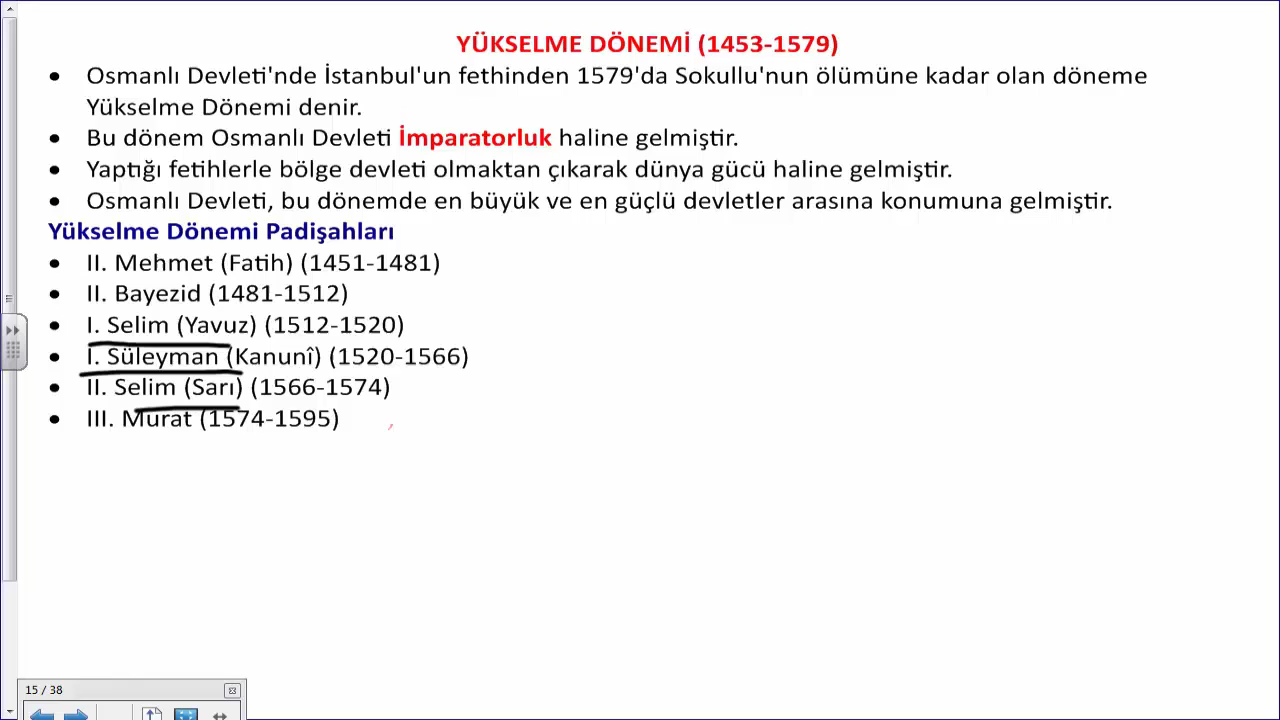 YÜKSELME DÖNEMİ (1453-1579)
• Osmanlı Devleti'nde İstanbul'un fethinden 1579'da Sokullu'nun ölümüne kadar olan döneme
Yükselme Dönemi denir.
• Bu dönem Osmanlı Devleti İmparatorluk haline gelmiştir.
• Yaptığı fetihlerle bölge devleti olmaktan çıkarak dünya gücü haline gelmiştir.
• Osmanlı Devleti, bu dönemde en büyük ve en güçlü devletler arasına konumuna gelmiştir.
Yükselme Dönemi Padişahları
• II. Mehmet (Fatih) (1451-1481)
• II. Bayezid (1481-1512)
• I. Selim (Yavuz) (1512-1520)
• I. Süleyman (Kanunî) (1520-1566)
• II. Selim (Sarı) (1566-1574)
• III. Murat (1574-1595)
15 / 38